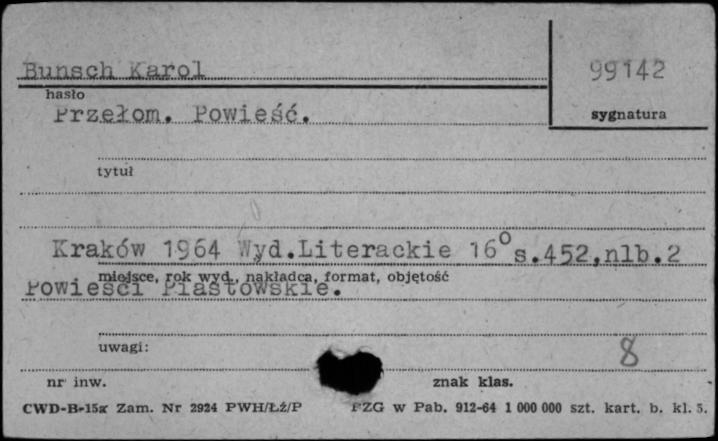 Bunsch Karol
99142
hasło
sygnatura
Przełom. Powieść.
tytuł
Kraków 1964 Wyd.Literackie 16° s.452,nlb.2
miejsce, rok wyd., nakładca, format, objętość
Powieści Piastowskie.
uwagi:
8
nr inw.
znak klas.
CWD-B-15a Zam. Nr 2924 PWH/Łź/P PZG w Pab. 912-64 1 000 000 szt. kart. b. kl. 5.